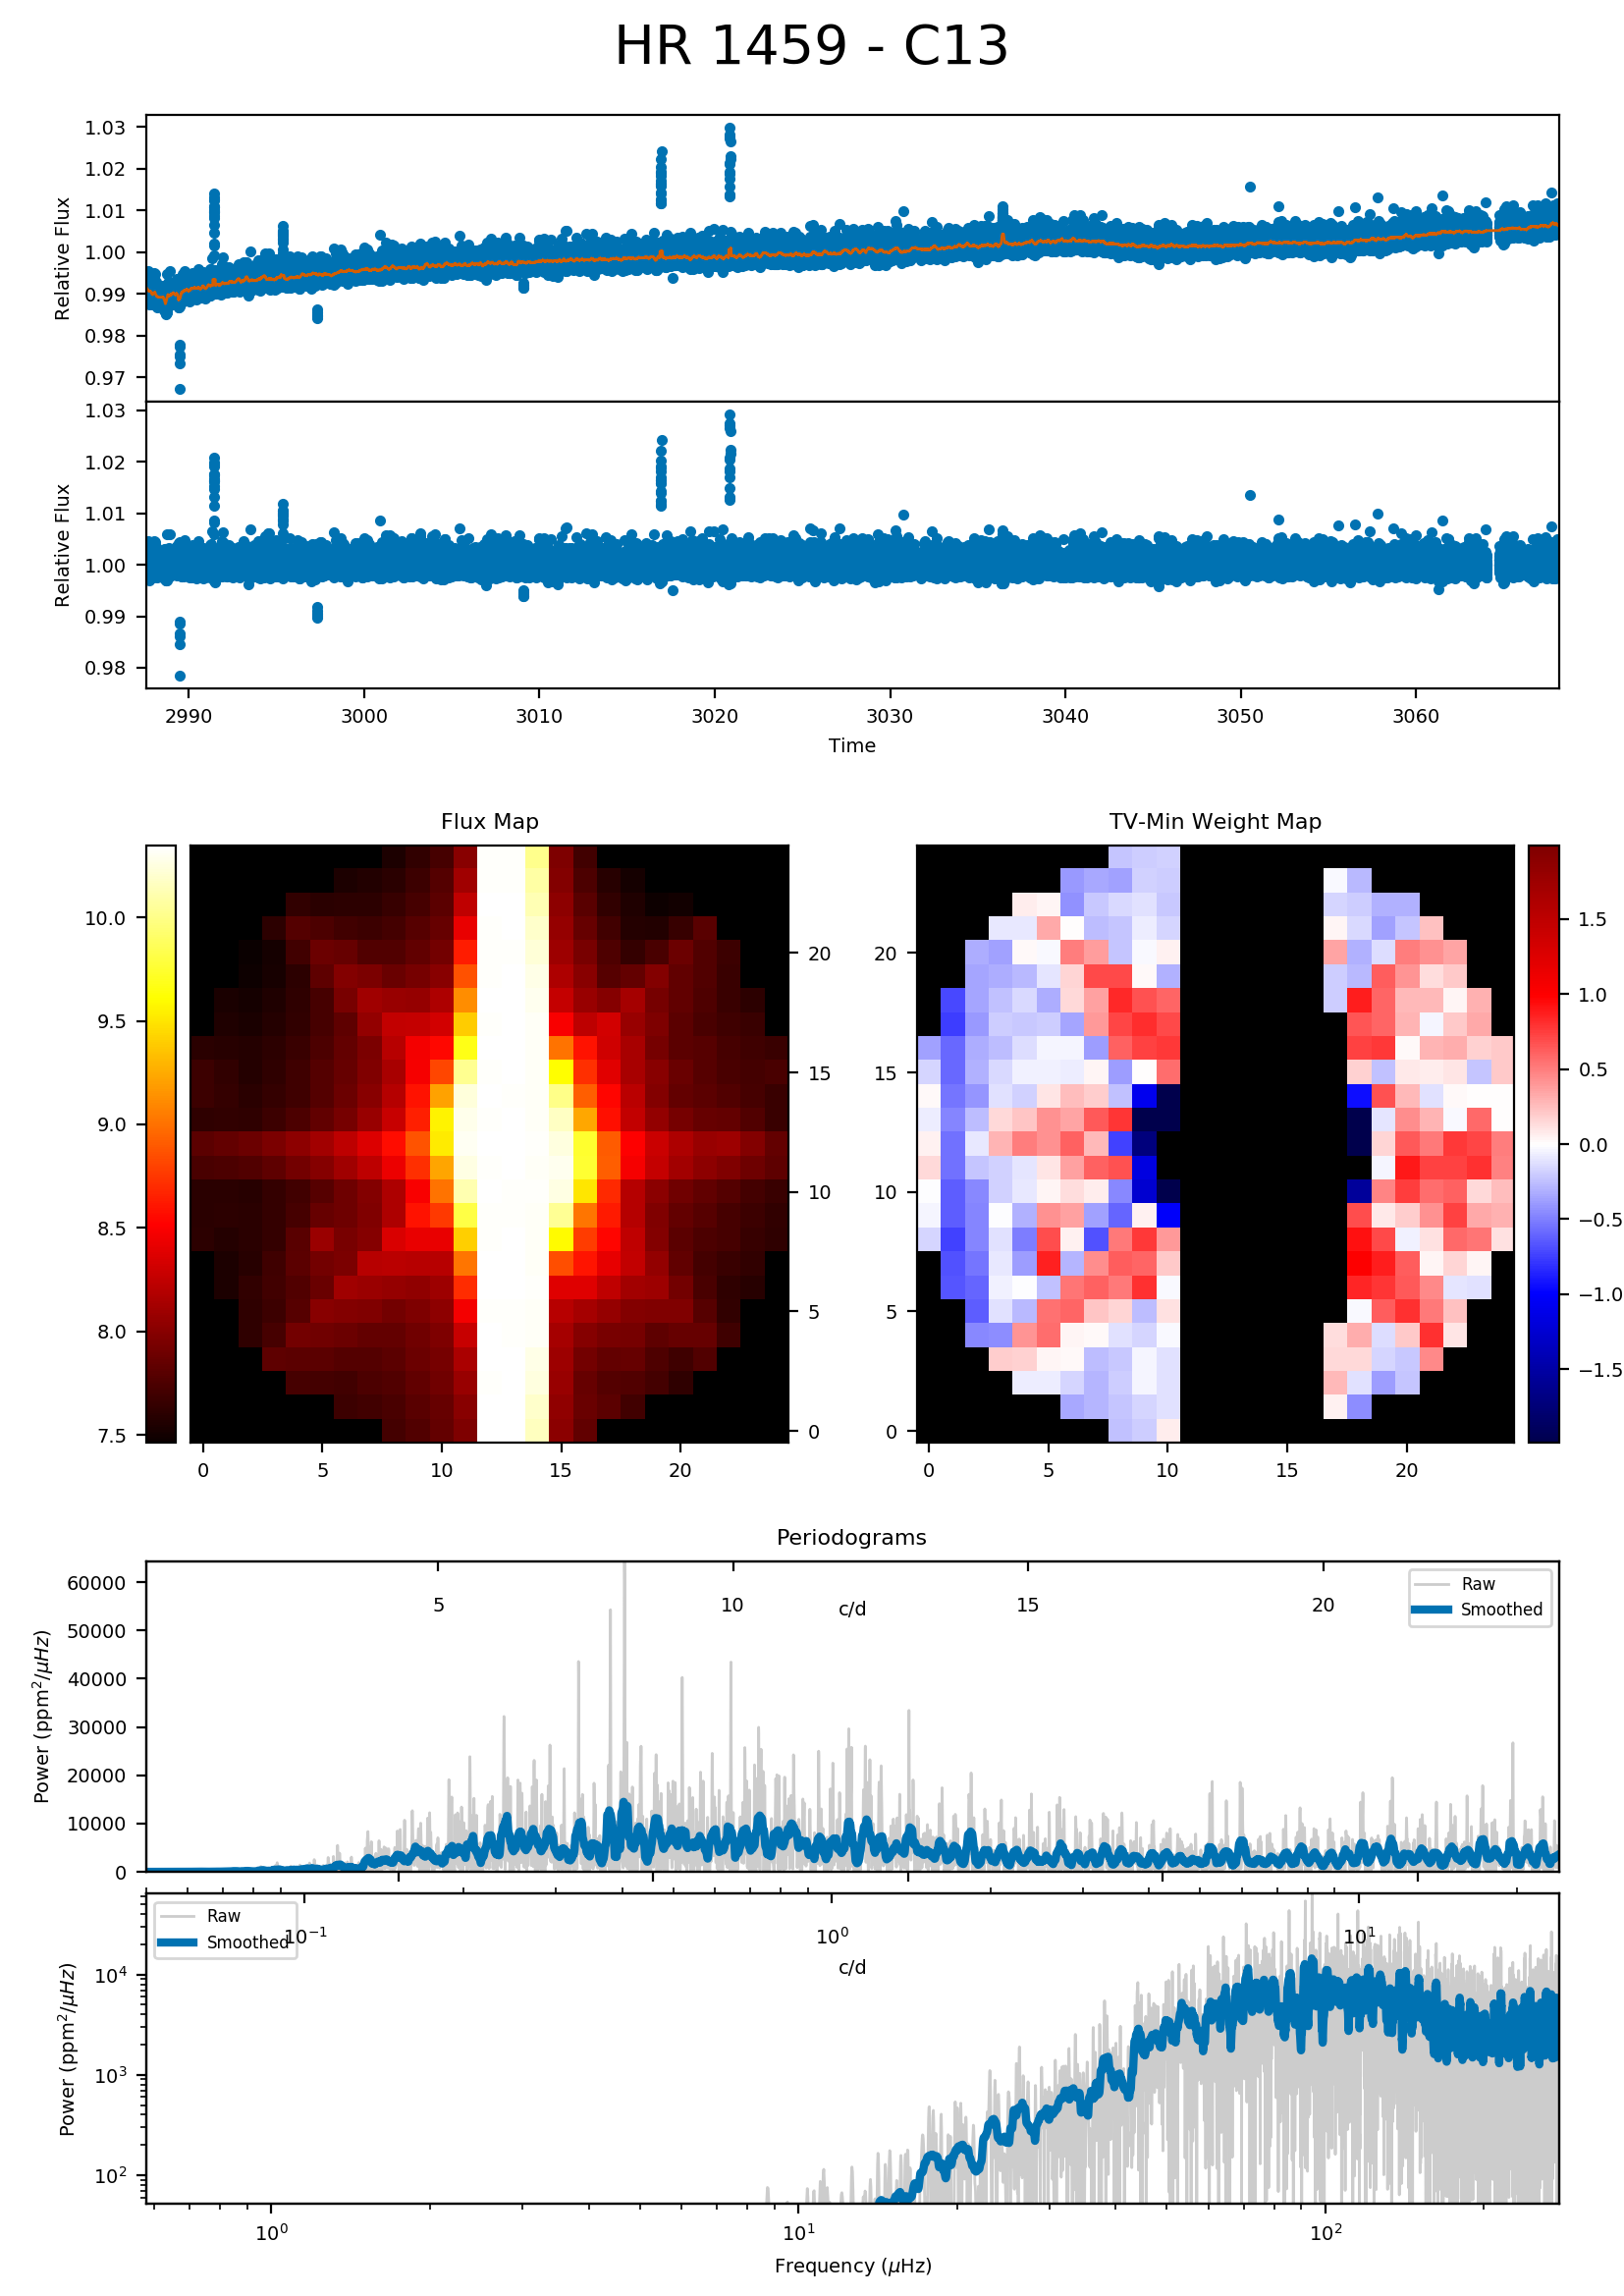 HR 1459 - C13
1.03
1.02
1.01
1.00
0.99
0.98
0.97
Relative Flux
1.03
1.02
1.01
1.00
0.99
0.98
Relative Flux
2990 3000 3010 3020 3030 3040 3050 3060
Time
Flux Map
TV-Min Weight Map
10.0
9.5
9.0
8.5
8.0
7.5
20
15
10
5
0
0 5 10 15 20
20
15
10
5
0
0 5 10 15 20
1.5
1.0
0.5
0.0
−0.5
−1.0
−1.5
Periodograms
60000
50000
40000
30000
20000
10000
0
Power (ppm²/μHz)
5 10 15 20
c/d
Raw
Smoothed
Raw
Smoothed
10⁻¹ 10⁰ 10¹
c/d
10⁴
10³
10²
Power (ppm²/μHz)
10⁰ 10¹ 10²
Frequency (μHz)